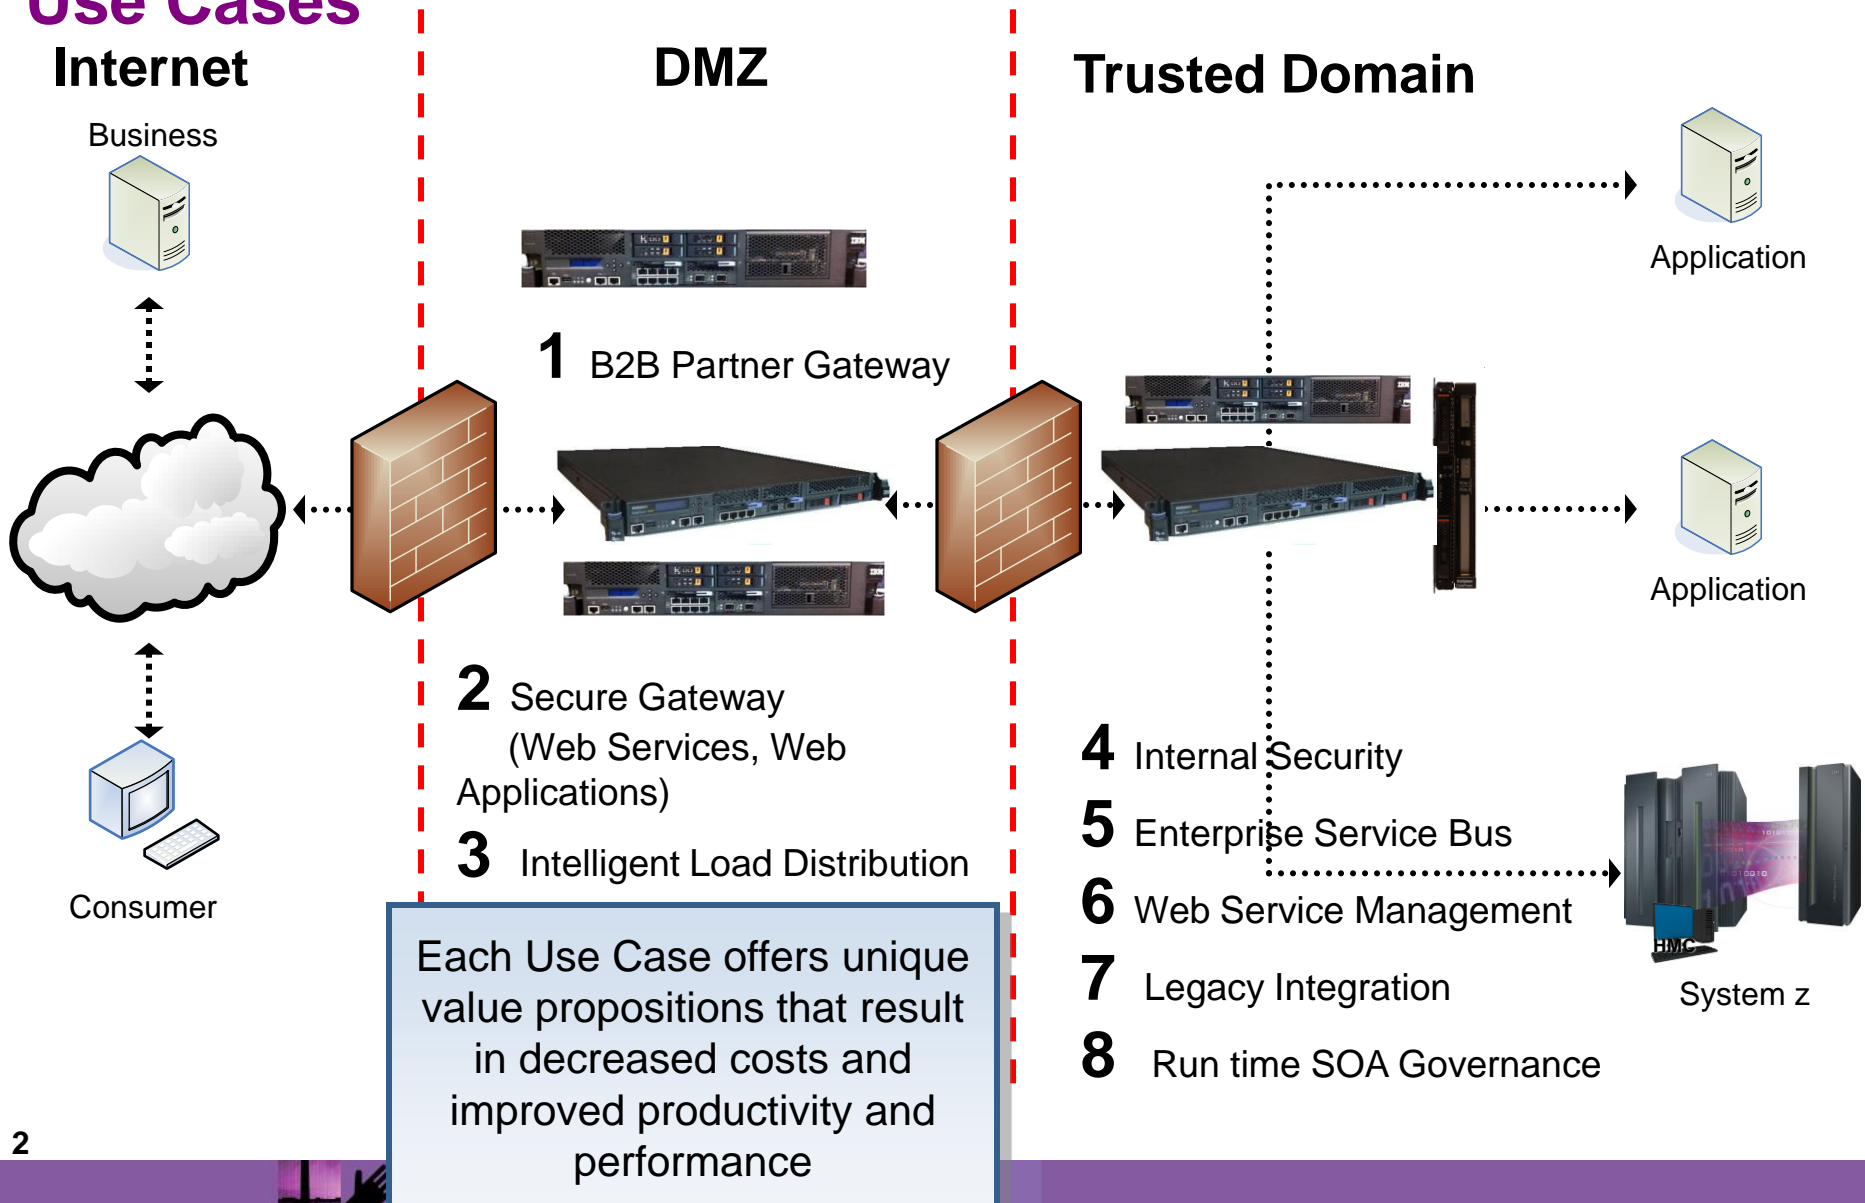 Use Cases
Internet
DMZ
Trusted Domain
Business
Application
1 B2B Partner Gateway
Application
2 Secure Gateway
(Web Services, Web
Applications)
3 Intelligent Load Distribution
Consumer
4 Internal Security
5 Enterprise Service Bus
6 Web Service Management
7 Legacy Integration
8 Run time SOA Governance
HMC
System z
Each Use Case offers unique
value propositions that result
in decreased costs and
improved productivity and
performance
2